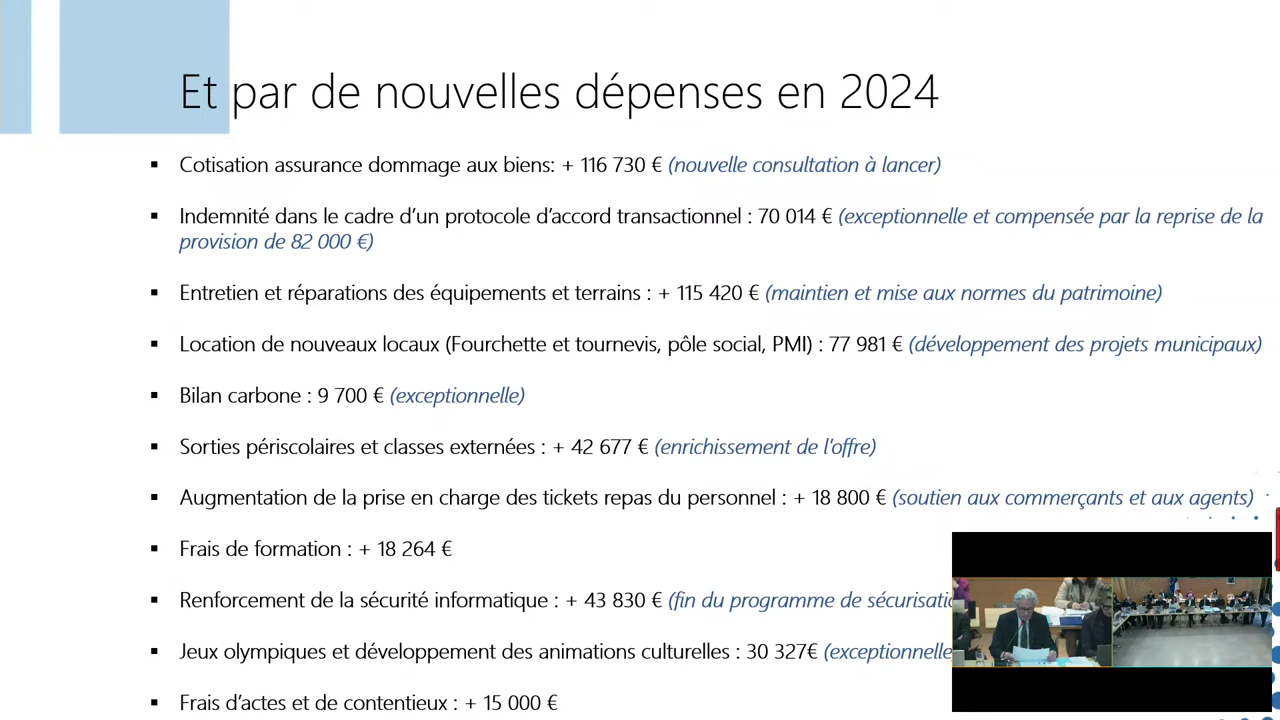 Et par de nouvelles dépenses en 2024
▪ Cotisation assurance dommage aux biens: + 116 730 € (nouvelle consultation à lancer)
▪ Indemnité dans le cadre d’un protocole d’accord transactionnel : 70 014 € (exceptionnelle et compensée par la reprise de la
provision de 82 000 €)
▪ Entretien et réparations des équipements et terrains : + 115 420 € (maintien et mise aux normes du patrimoine)
▪ Location de nouveaux locaux (Fourchette et tournevis, pôle social, PMI) : 77 981 € (développement des projets municipaux)
▪ Bilan carbone : 9 700 € (exceptionnelle)
▪ Sorties périscolaires et classes externées : + 42 677 € (enrichissement de l’offre)
▪ Augmentation de la prise en charge des tickets repas du personnel : + 18 800 € (soutien aux commerçants et aux agents)
▪ Frais de formation : + 18 264 €
▪ Renforcement de la sécurité informatique : + 43 830 € (fin du programme de
▪ Jeux olympiques et développement des animations culturelles : 30 327€ (exceptionnelle
▪ Frais d’actes et de contentieux : + 15 000 €